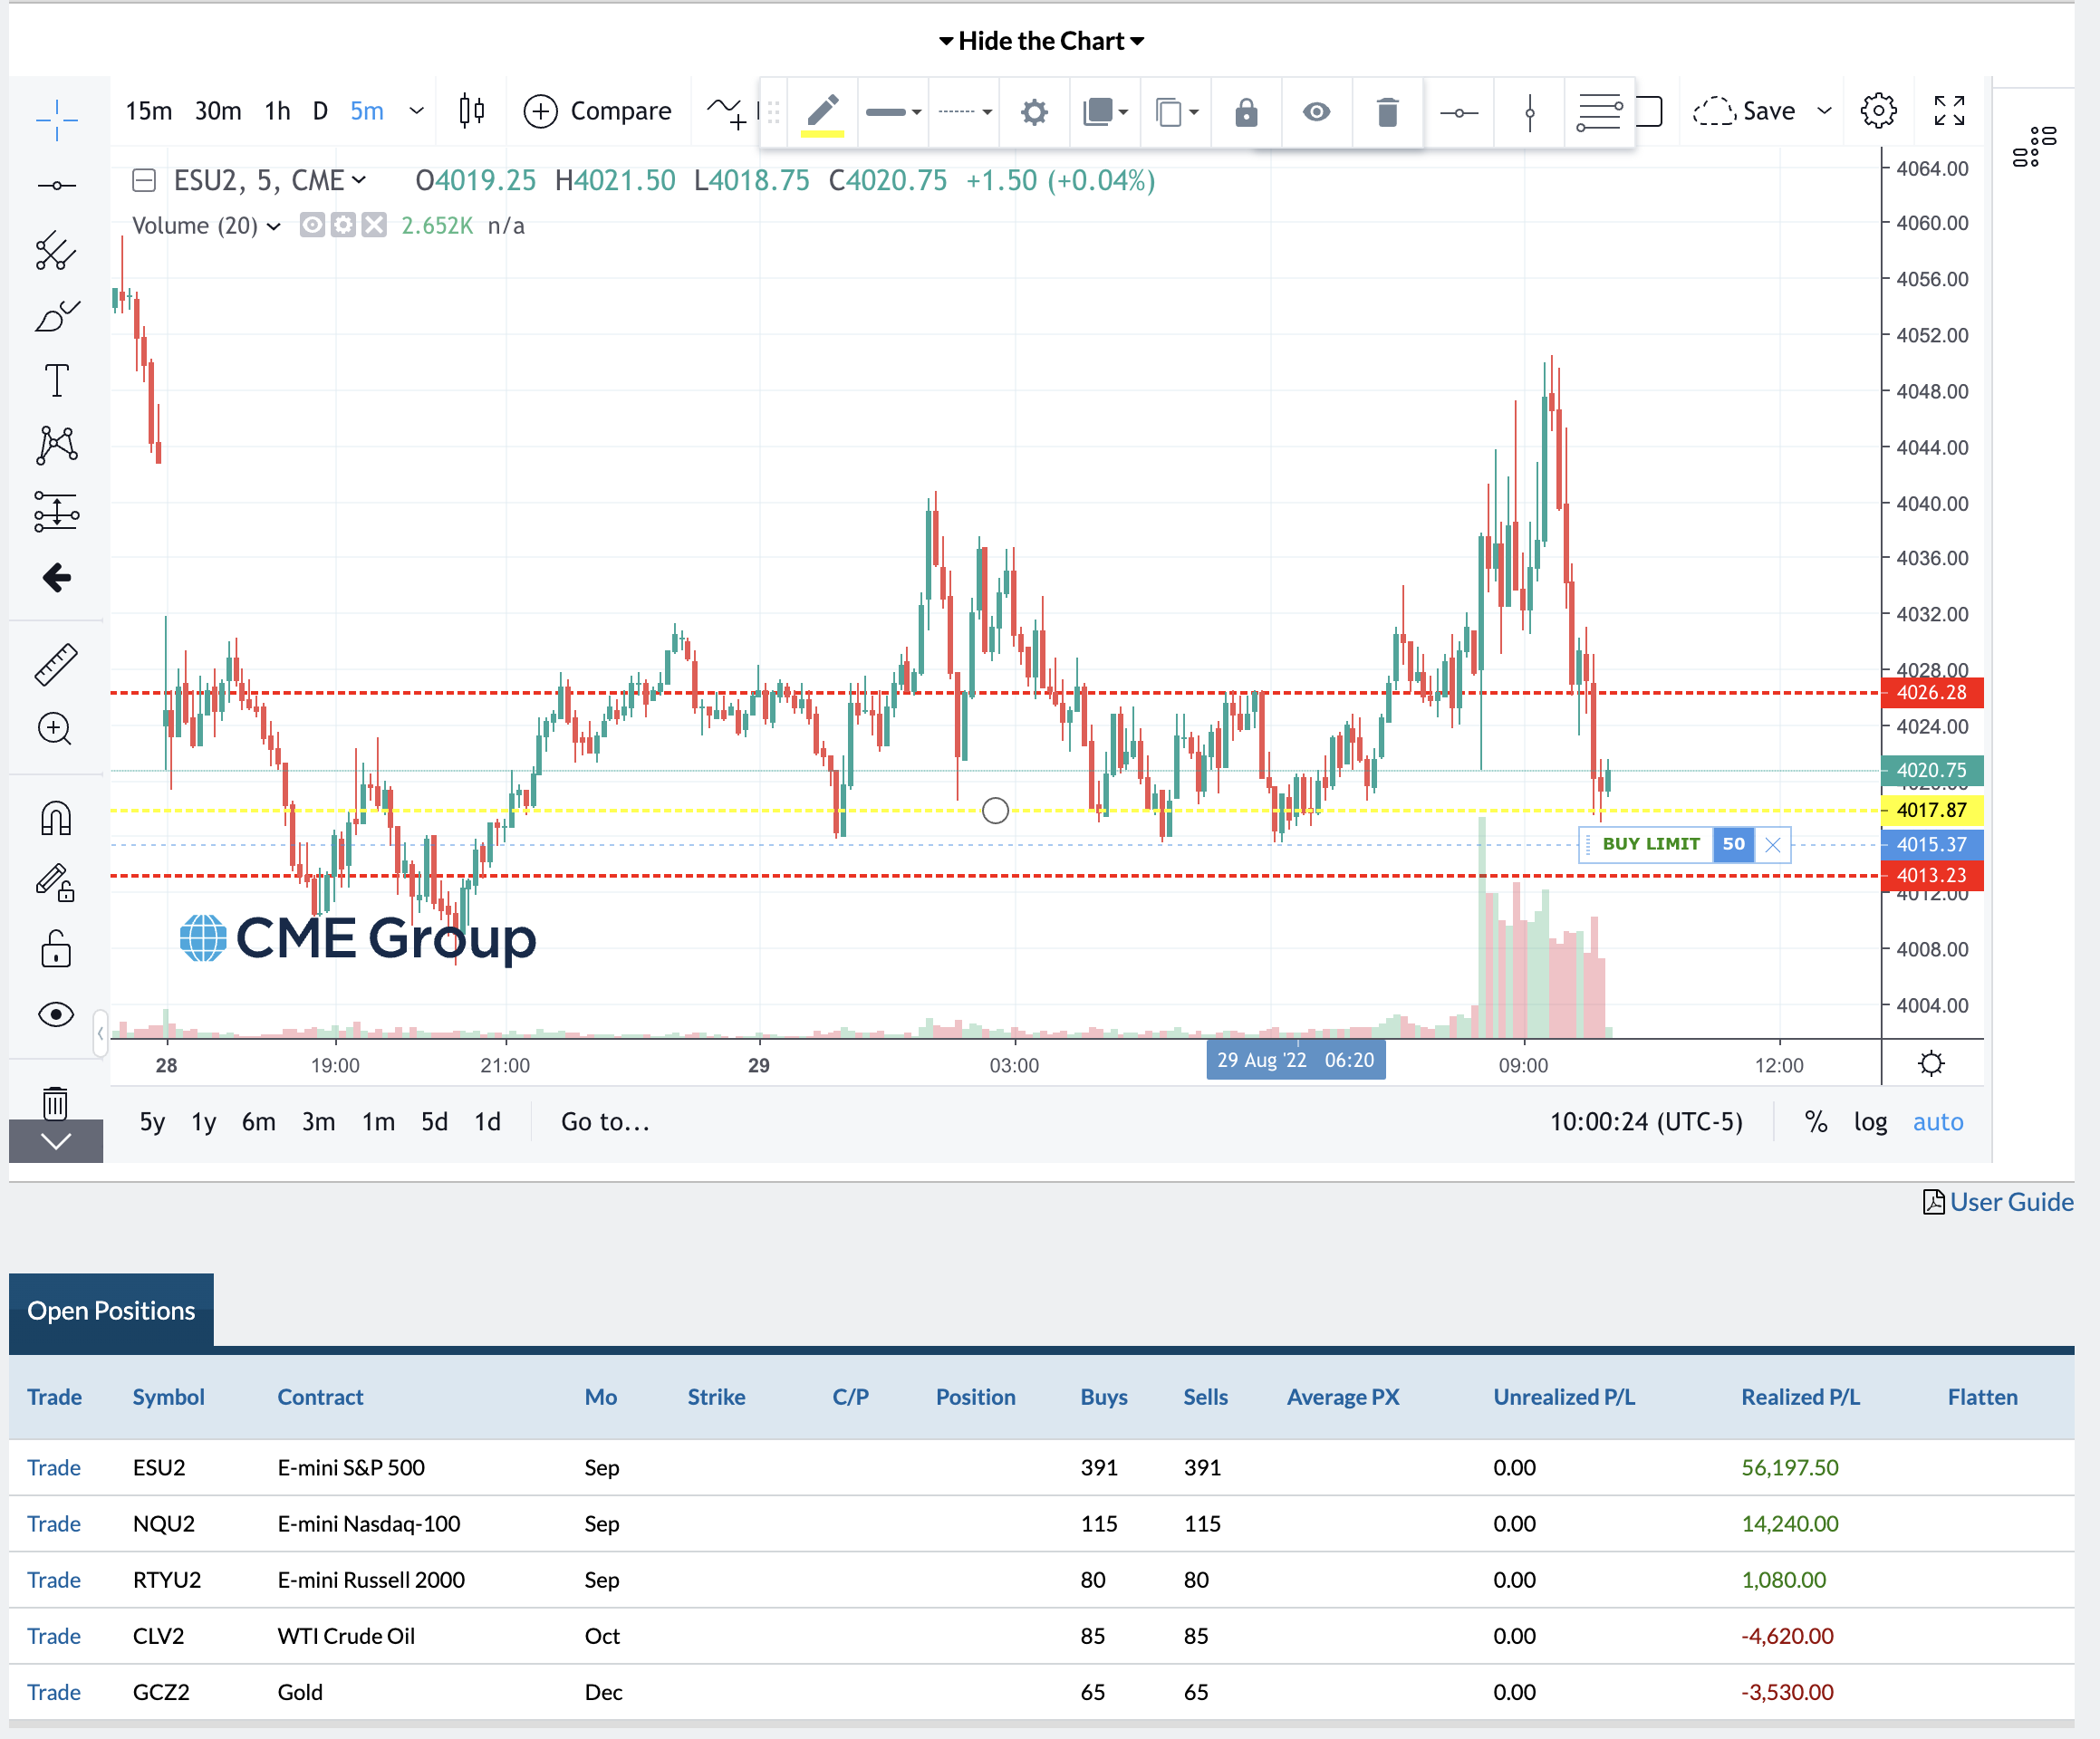 Hide the Chart
15m 30m 1h D 5m Compare Save
ESU2, 5, CME O4019.25 H4021.50 L4018.75 C4020.75 +1.50 (+0.04%)
Volume (20) 2.652K n/a
4064.00
4060.00
4056.00
4052.00
4048.00
4044.00
4040.00
4036.00
4032.00
4028.00
4026.28
4024.00
4020.75
4017.87
BUY LIMIT 50 4015.37
4013.23
4012.00
CME Group
4008.00
4004.00
28 19:00 21:00 29 03:00 29 Aug '22 06:20 09:00 12:00
5y 1y 6m 3m 1m 5d 1d Go to... 10:00:24 (UTC-5) % log auto
User Guide
Open Positions
Trade Symbol Contract Mo Strike C/P Position Buys Sells Average PX Unrealized P/L Realized P/L Flatten
Trade ESU2 E-mini S&P 500 Sep 391 391 0.00 56,197.50
Trade NQU2 E-mini Nasdaq-100 Sep 115 115 0.00 14,240.00
Trade RTYU2 E-mini Russell 2000 Sep 80 80 0.00 1,080.00
Trade CLV2 WTI Crude Oil Oct 85 85 0.00 -4,620.00
Trade GCZ2 Gold Dec 65 65 0.00 -3,530.00